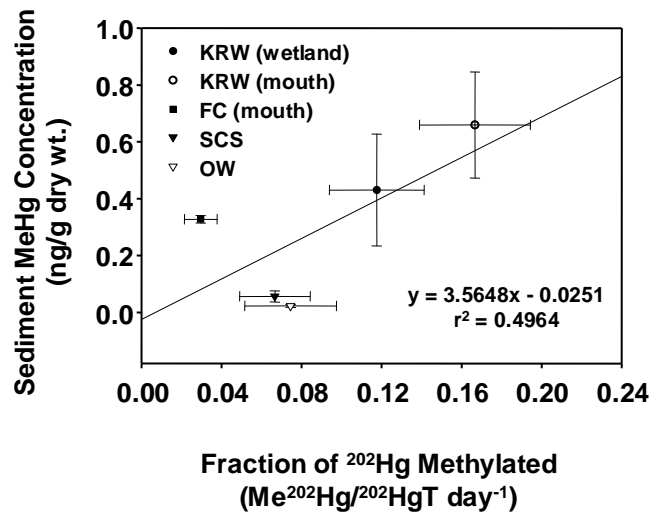 Sediment MeHg Concentration
(ng/g dry wt.)
1.0
0.8
0.6
0.4
0.2
0.0
KRW (wetland)
KRW (mouth)
FC (mouth)
SCS
OW
y = 3.5648x - 0.0251
r² = 0.4964
0.00 0.04 0.08 0.12 0.16 0.20 0.24
Fraction of ²⁰²Hg Methylated
(Me²⁰²Hg/²⁰²HgT day⁻¹)